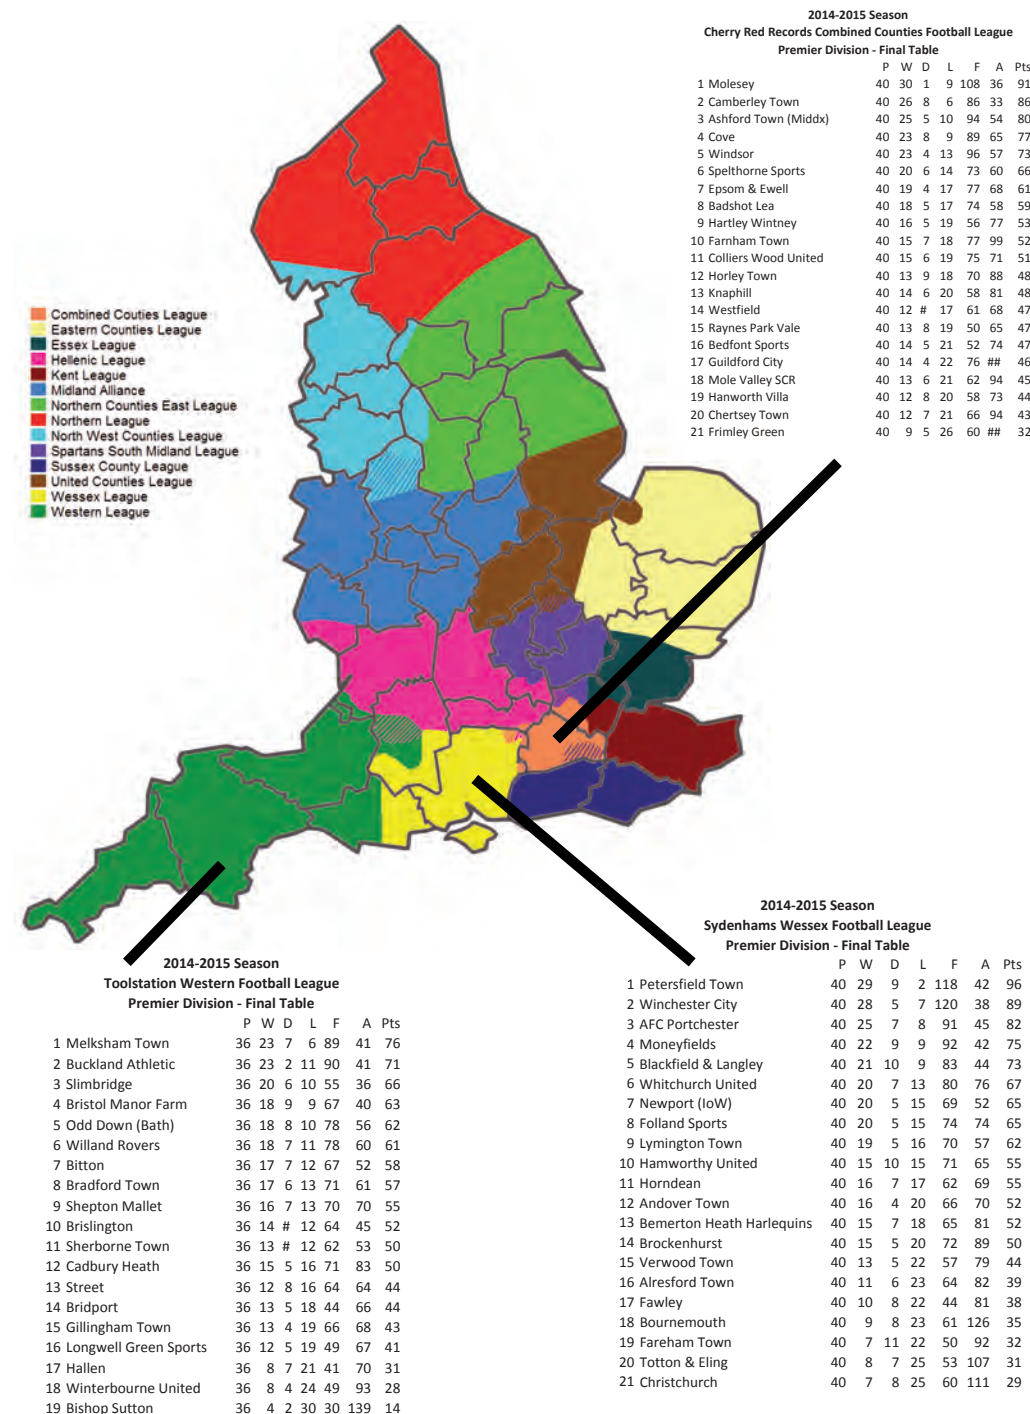 2014-2015 Season
Cherry Red Records Combined Counties Football League
Premier Division - Final Table
P W D L F A Pts
1 Molesey 40 30 1 9 108 36 91
2 Camberley Town 40 26 8 6 86 33 86
3 Ashford Town (Middx) 40 25 5 10 94 54 80
4 Cove 40 23 8 9 89 65 77
5 Windsor 40 23 4 13 96 57 73
6 Spelthorne Sports 40 20 6 14 73 60 66
7 Epsom & Ewell 40 19 4 17 77 68 61
8 Badshot Lea 40 18 5 17 74 58 59
9 Hartley Wintney 40 16 5 19 56 77 53
10 Farnham Town 40 15 7 18 77 99 52
11 Colliers Wood United 40 15 6 19 75 71 51
12 Horley Town 40 13 9 18 70 88 48
13 Knaphill 40 14 6 20 58 81 48
14 Westfield 40 12 # 17 61 68 47
15 Raynes Park Vale 40 13 8 19 50 65 47
16 Bedfont Sports 40 14 5 21 52 74 47
17 Guildford City 40 14 4 22 76 ## 46
18 Mole Valley SCR 40 13 6 21 62 94 45
19 Hanworth Villa 40 12 8 20 58 73 44
20 Chertsey Town 40 12 7 21 66 94 43
21 Frimley Green 40 9 5 26 60 ## 32
Combined Couties League
Eastern Counties League
Essex League
Hellenic League
Kent League
Midland Alliance
Northern Counties East League
Northern League
North West Counties League
Spartans South Midland League
Sussex County League
United Counties League
Wessex League
Western League
2014-2015 Season
Toolstation Western Football League
Premier Division - Final Table
P W D L F A Pts
1 Melksham Town 36 23 7 6 89 41 76
2 Buckland Athletic 36 23 2 11 90 41 71
3 Slimbridge 36 20 6 10 55 36 66
4 Bristol Manor Farm 36 18 9 9 67 40 63
5 Odd Down (Bath) 36 18 8 10 78 56 62
6 Willand Rovers 36 18 7 11 78 60 61
7 Bitton 36 17 7 12 67 52 58
8 Bradford Town 36 17 6 13 71 61 57
9 Shepton Mallet 36 16 7 13 70 70 55
10 Brislington 36 14 # 12 64 45 52
11 Sherborne Town 36 13 # 12 62 53 50
12 Cadbury Heath 36 15 5 16 71 83 50
13 Street 36 12 8 16 64 64 44
14 Bridport 36 13 5 18 44 66 44
15 Gillingham Town 36 13 4 19 66 68 43
16 Longwell Green Sports 36 12 5 19 49 67 41
17 Hallen 36 8 7 21 41 70 31
18 Winterbourne United 36 8 4 24 49 93 28
19 Bishop Sutton 36 4 2 30 30 139 14
2014-2015 Season
Sydenhams Wessex Football League
Premier Division - Final Table
P W D L F A Pts
1 Petersfield Town 40 29 9 2 118 42 96
2 Winchester City 40 28 5 7 120 38 89
3 AFC Portchester 40 25 7 8 91 45 82
4 Moneyfields 40 22 9 9 92 42 75
5 Blackfield & Langley 40 21 10 9 83 44 73
6 Whitchurch United 40 20 7 13 80 76 67
7 Newport (IoW) 40 20 5 15 69 52 65
8 Folland Sports 40 20 5 15 74 74 65
9 Lymington Town 40 19 5 16 70 57 62
10 Hamworthy United 40 15 10 15 71 65 55
11 Horndean 40 16 7 17 62 69 55
12 Andover Town 40 16 4 20 66 70 52
13 Bemerton Heath Harlequins 40 15 7 18 65 81 52
14 Brockenhurst 40 15 5 20 72 89 50
15 Verwood Town 40 13 5 22 57 79 44
16 Alresford Town 40 11 6 23 64 82 39
17 Fawley 40 10 8 22 44 81 38
18 Bournemouth 40 9 8 23 61 126 35
19 Fareham Town 40 7 11 22 50 92 32
20 Totton & Eling 40 8 7 25 53 107 31
21 Christchurch 40 7 8 25 60 111 29